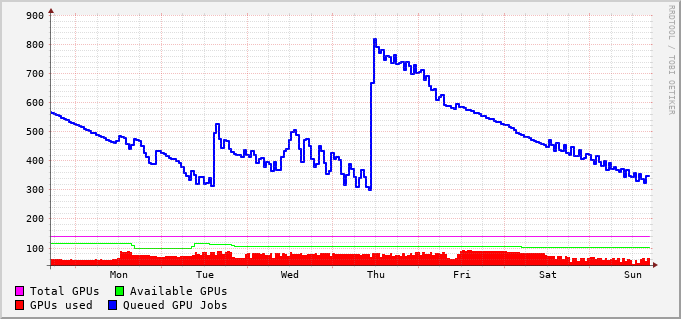 900
800
700
600
500
400
300
200
100
Mon Tue Wed Thu Fri Sat Sun
Total GPUs Available GPUs
GPUs used Queued GPU Jobs
RRDTOOL / TOBI OETIKER